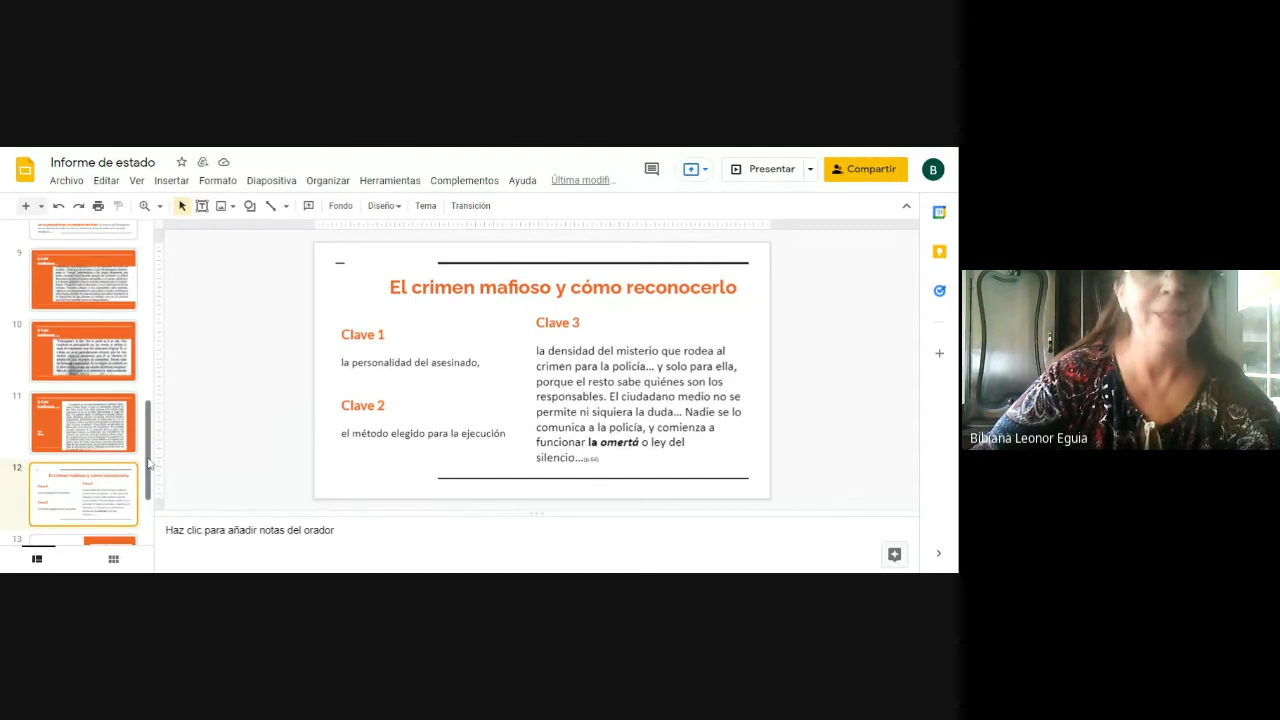 Informe de estado
Archivo Editar Ver Insertar Formato Diapositiva Organizar Herramientas Complementos Ayuda Última modifi...
Presentar
Compartir
B
Fondo Diseño Tema Transición
9
10
11
12
13
El crimen mafioso y cómo reconocerlo
Clave 1
la personalidad del asesinado,
Clave 2
el método elegido para la ejecución
Clave 3
la densidad del misterio que rodea al
crimen para la policía... y solo para ella,
porque el resto sabe quiénes son los
responsables. El ciudadano medio no se
permite ni siquiera la duda... Nadie se lo
comunica a la policía, y comienza a
funcionar la omertá o ley del
silencio...(p.64)
Haz clic para añadir notas del orador
Bibiana Leonor Eguia